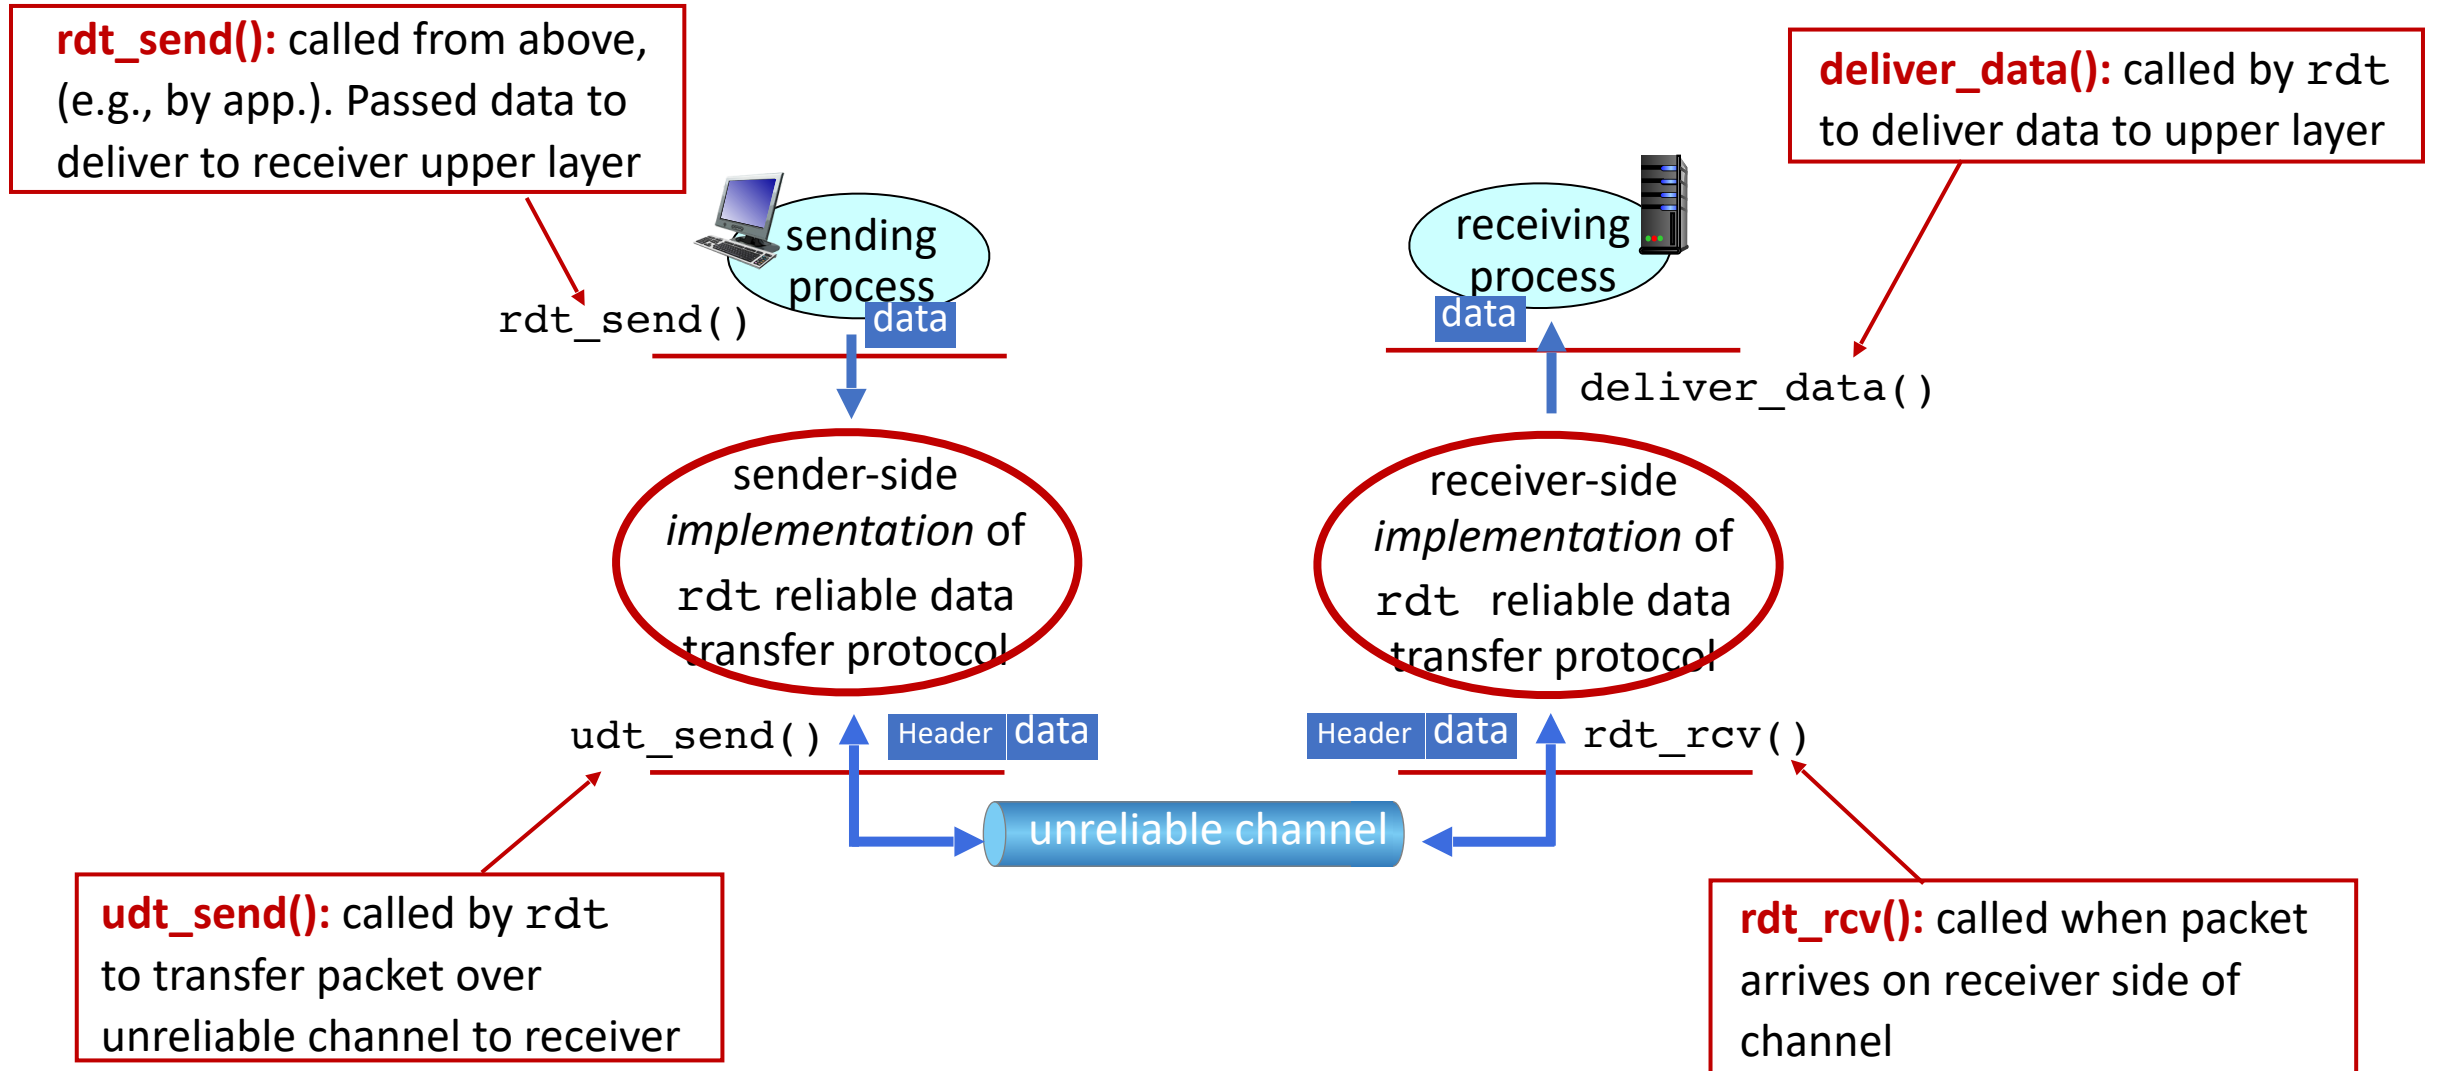 rdt_send(): called from above,
(e.g., by app.). Passed data to
deliver to receiver upper layer
deliver_data(): called by rdt
to deliver data to upper layer
sending
process
receiving
process
rdt_send()
data
data
deliver_data()
sender-side
implementation of
rdt reliable data
transfer protocol
receiver-side
implementation of
rdt reliable data
transfer protocol
udt_send()
Header data
Header data
rdt_rcv()
unreliable channel
udt_send(): called by rdt
to transfer packet over
unreliable channel to receiver
rdt_rcv(): called when packet
arrives on receiver side of
channel